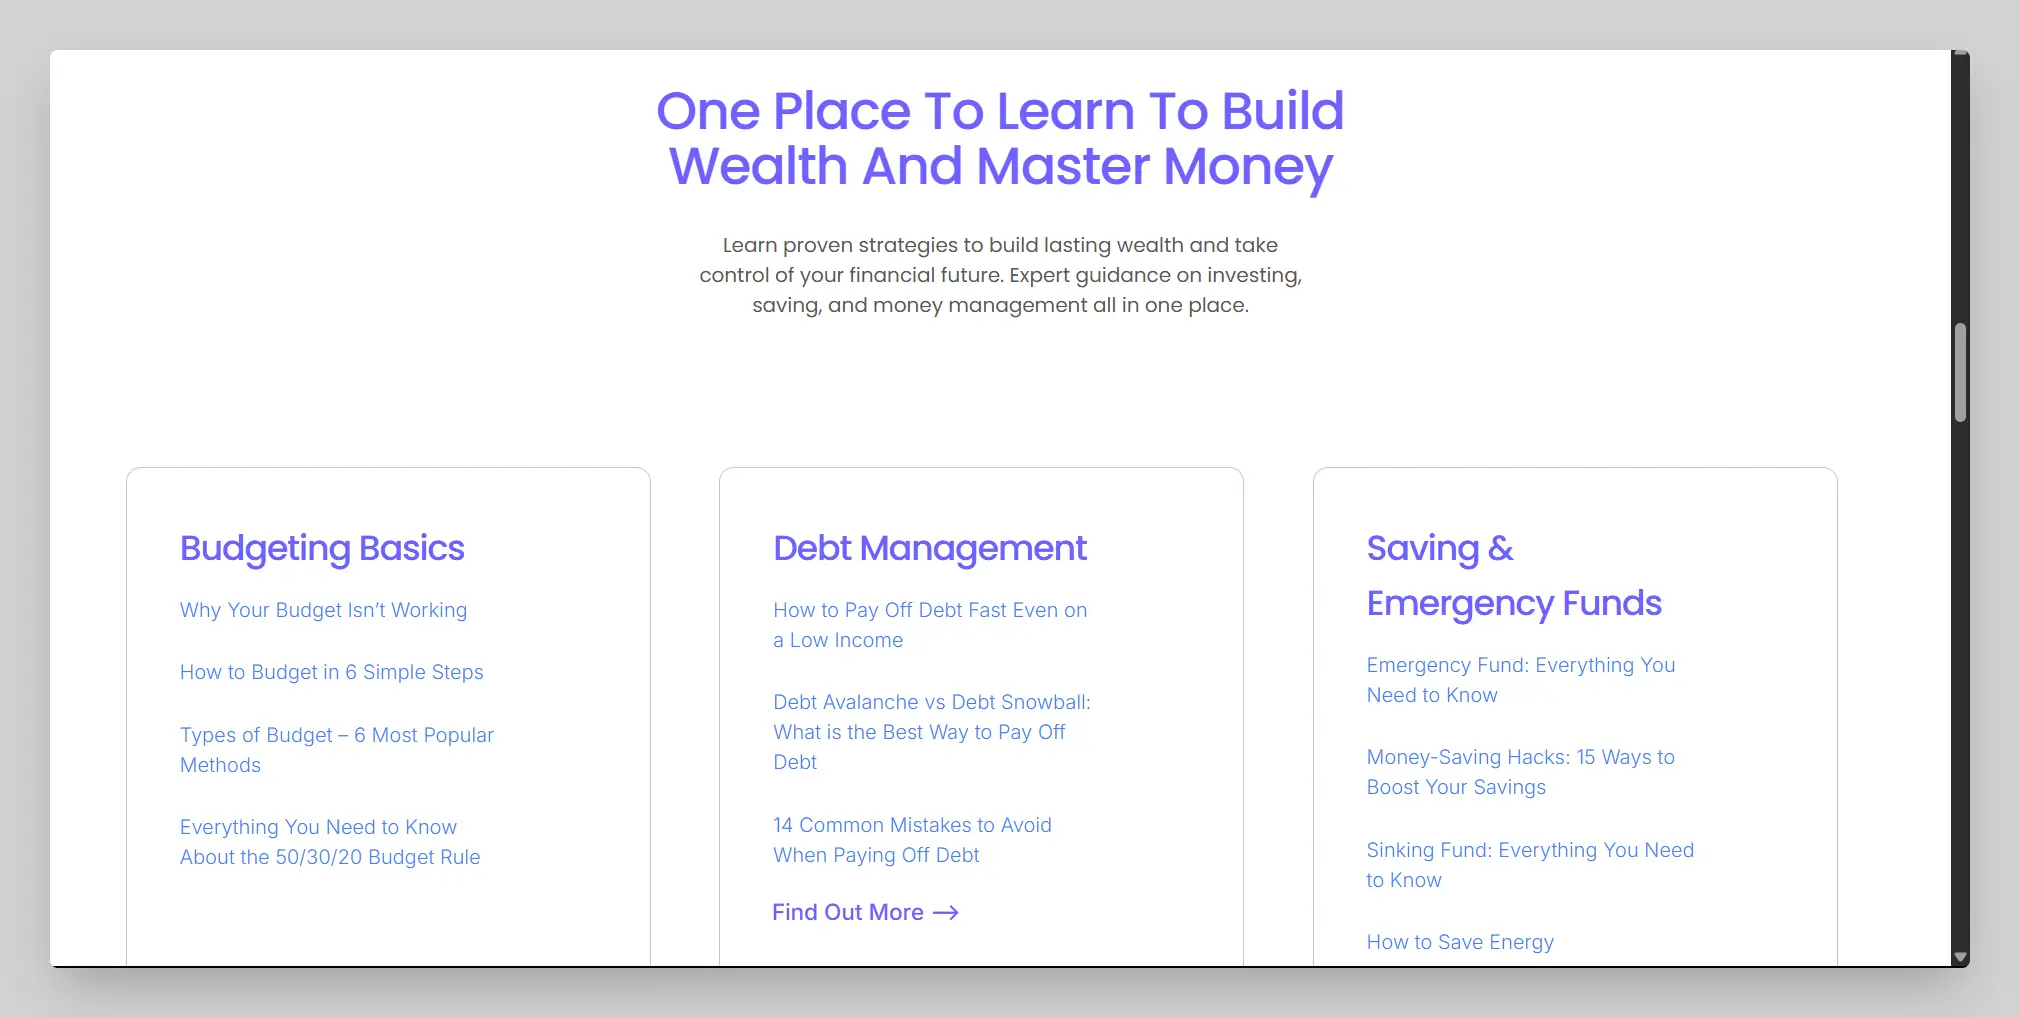 One Place To Learn To Build
Wealth And Master Money
Learn proven strategies to build lasting wealth and take
control of your financial future. Expert guidance on investing,
saving, and money management all in one place.
Budgeting Basics
Why Your Budget Isn’t Working
How to Budget in 6 Simple Steps
Types of Budget – 6 Most Popular
Methods
Everything You Need to Know
About the 50/30/20 Budget Rule
Debt Management
How to Pay Off Debt Fast Even on
a Low Income
Debt Avalanche vs Debt Snowball:
What is the Best Way to Pay Off
Debt
14 Common Mistakes to Avoid
When Paying Off Debt
Find Out More →
Saving &
Emergency Funds
Emergency Fund: Everything You
Need to Know
Money-Saving Hacks: 15 Ways to
Boost Your Savings
Sinking Fund: Everything You Need
to Know
How to Save Energy